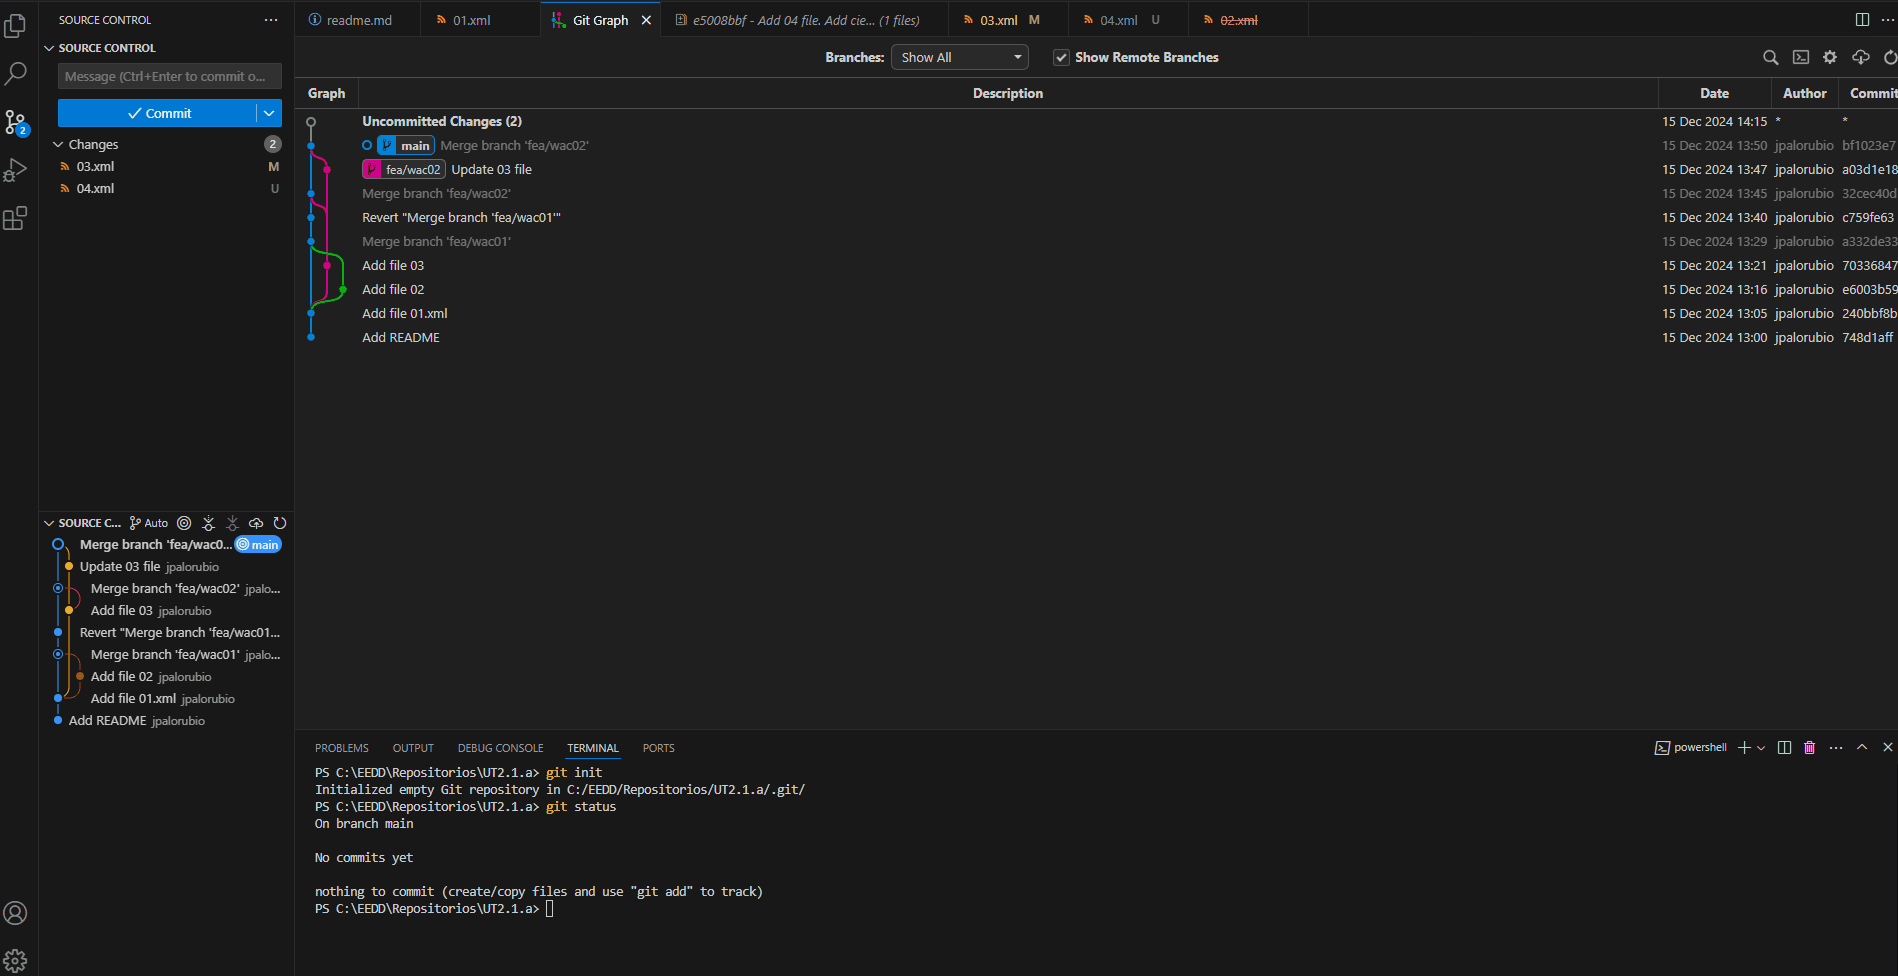 SOURCE CONTROL
readme.md
01.xml
Git Graph
e5008bbf - Add 04 file. Add cie... (1 files)
03.xml M
04.xml U
02.xml
SOURCE CONTROL
Message (Ctrl+Enter to commit o...
Commit
Changes 2
03.xml M
04.xml U
2
Branches: Show All
Show Remote Branches
Graph Description Date Author Commit
Uncommitted Changes (2) 15 Dec 2024 14:15 * *
main Merge branch 'fea/wac02' 15 Dec 2024 13:50 jpalorubio bf1023e7
fea/wac02 Update 03 file 15 Dec 2024 13:47 jpalorubio a03d1e18
Merge branch 'fea/wac02' 15 Dec 2024 13:45 jpalorubio 32cec40d
Revert "Merge branch 'fea/wac01'" 15 Dec 2024 13:40 jpalorubio c759fe63
Merge branch 'fea/wac01' 15 Dec 2024 13:29 jpalorubio a332de33
Add file 03 15 Dec 2024 13:21 jpalorubio 70336847
Add file 02 15 Dec 2024 13:16 jpalorubio e6003b59
Add file 01.xml 15 Dec 2024 13:05 jpalorubio 240bbf8b
Add README 15 Dec 2024 13:00 jpalorubio 748d1aff
SOURCE C... Auto
Merge branch 'fea/wac0... main
Update 03 file jpalorubio
Merge branch 'fea/wac02' jpalo...
Add file 03 jpalorubio
Revert "Merge branch 'fea/wac01...
Merge branch 'fea/wac01' jpalo...
Add file 02 jpalorubio
Add file 01.xml jpalorubio
Add README jpalorubio
PROBLEMS OUTPUT DEBUG CONSOLE TERMINAL PORTS
powershell
PS C:\EEDD\Repositorios\UT2.1.a> git init
Initialized empty Git repository in C:/EEDD/Repositorios/UT2.1.a/.git/
PS C:\EEDD\Repositorios\UT2.1.a> git status
On branch main
No commits yet
nothing to commit (create/copy files and use "git add" to track)
PS C:\EEDD\Repositorios\UT2.1.a>